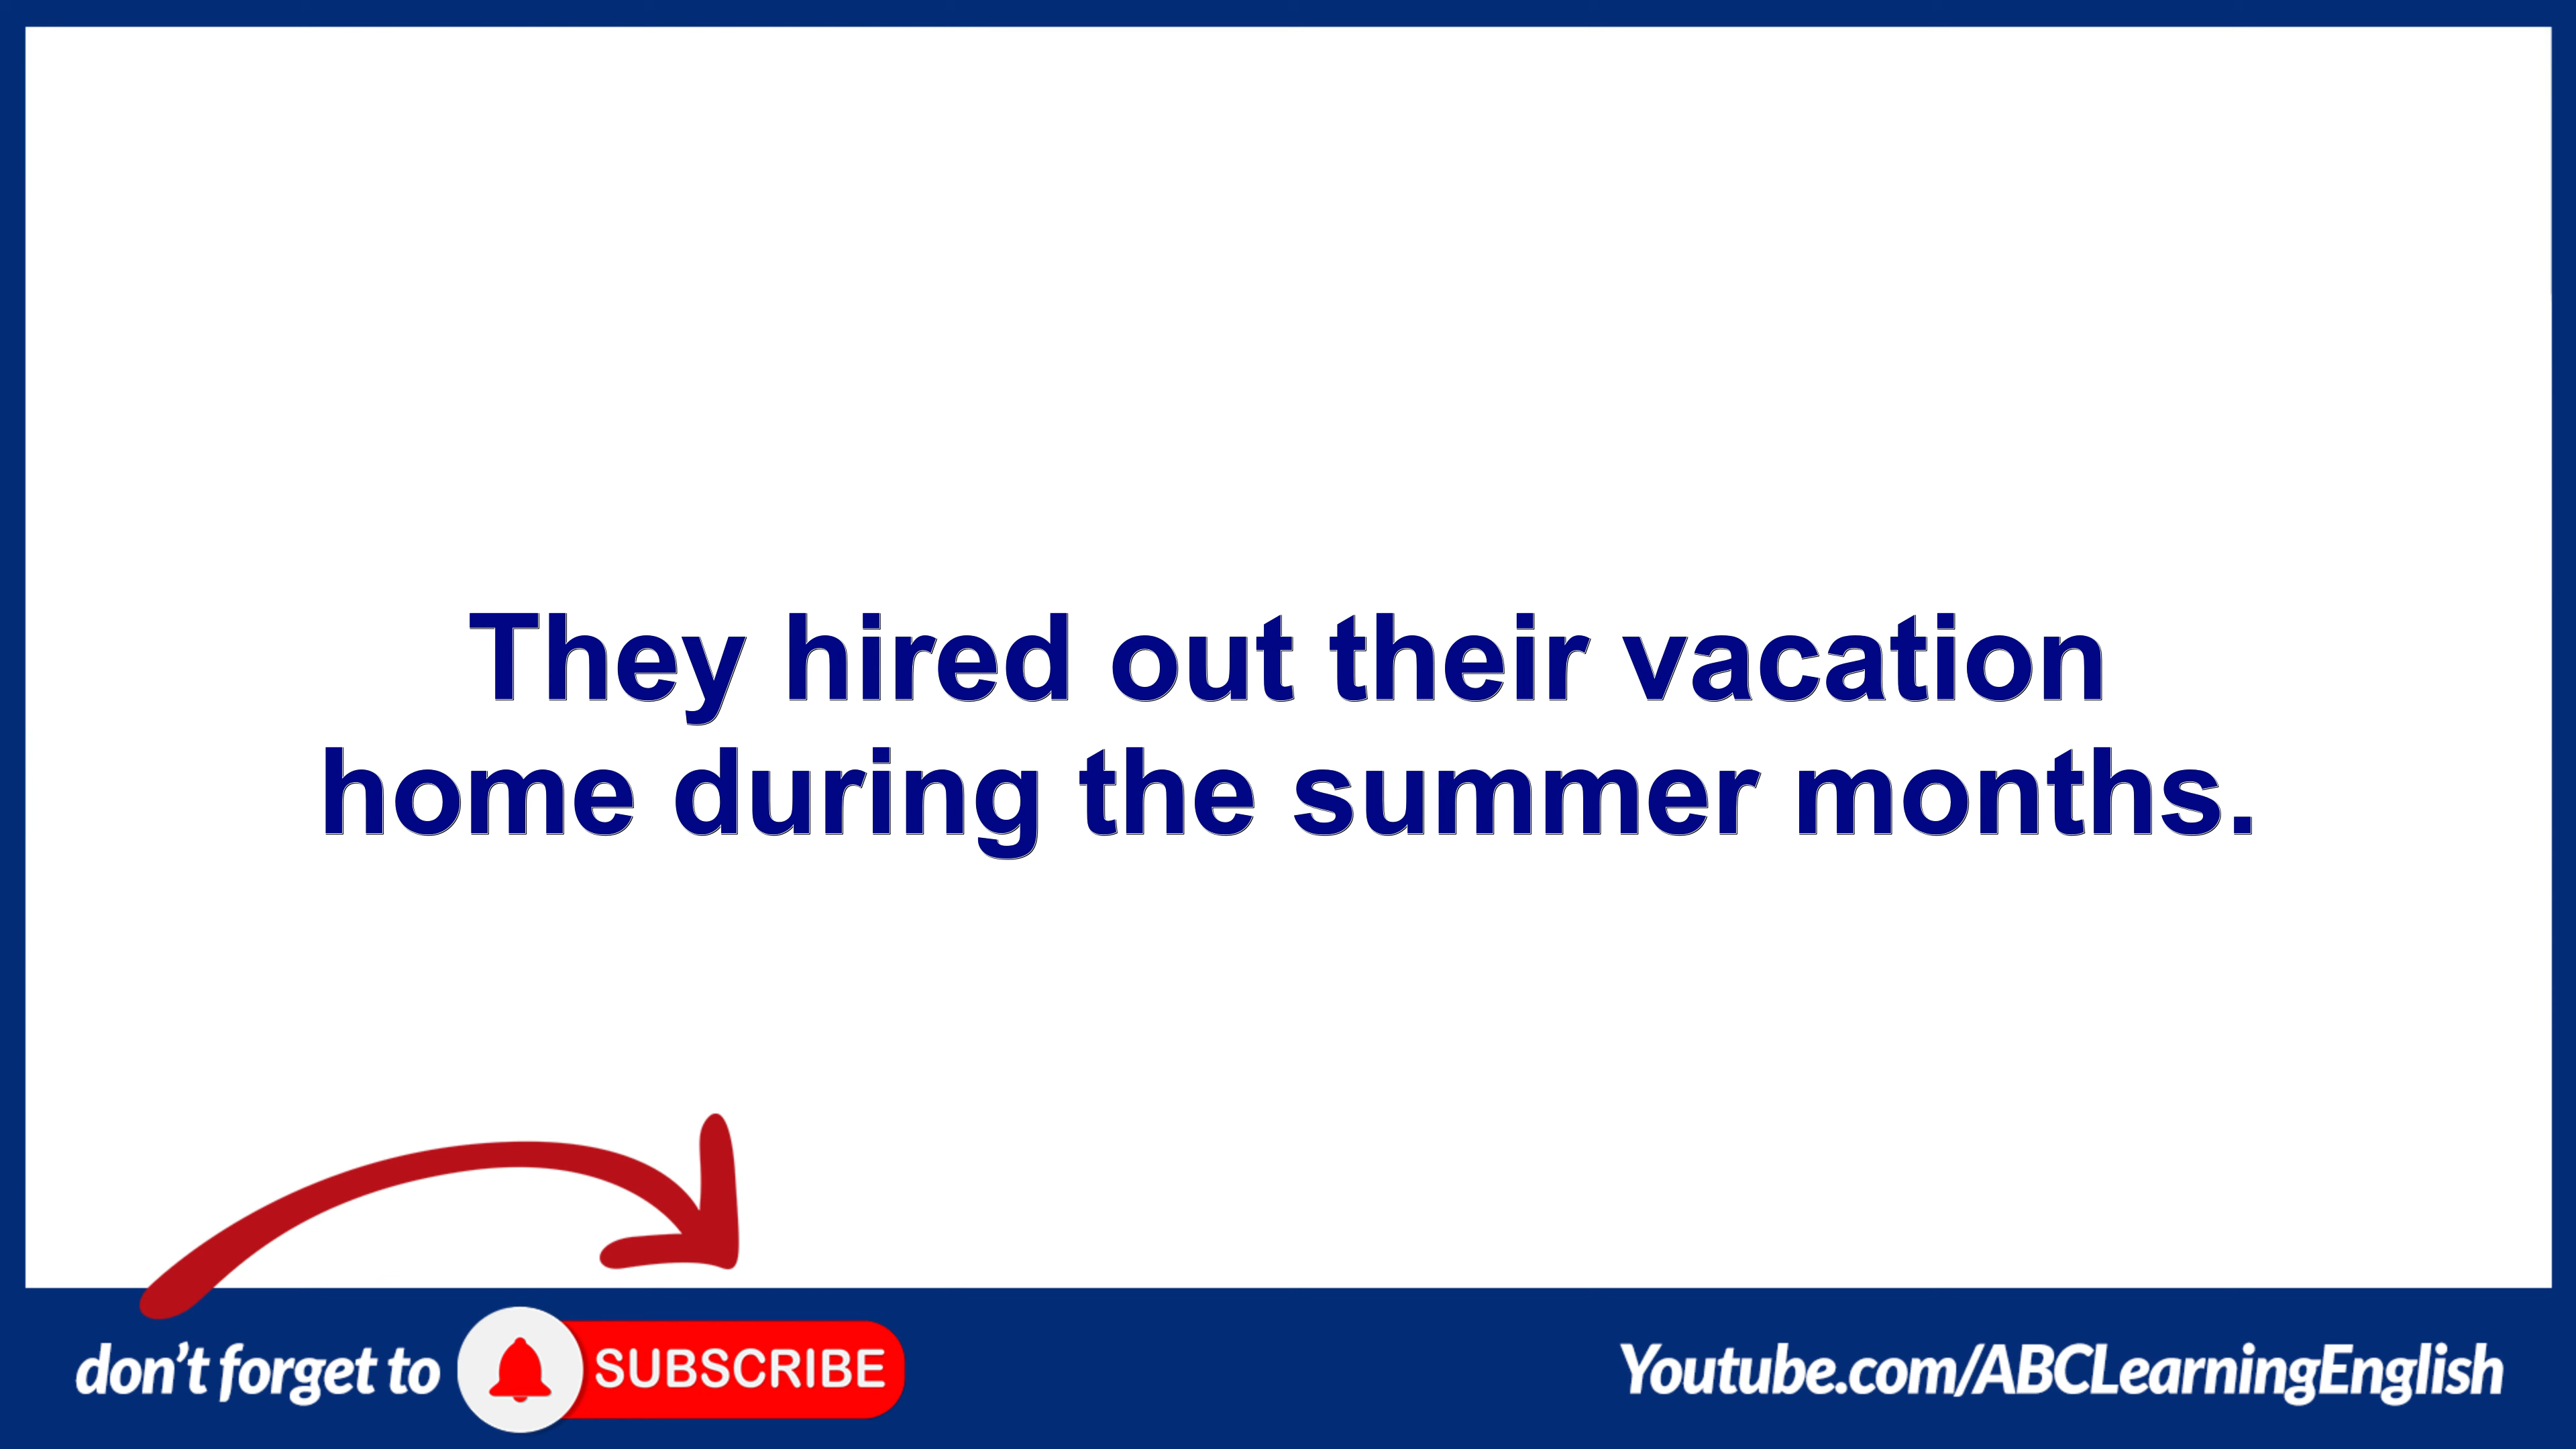 They hired out their vacation
home during the summer months.
don't forget to SUBSCRIBE
Youtube.com/ABCLearningEnglish